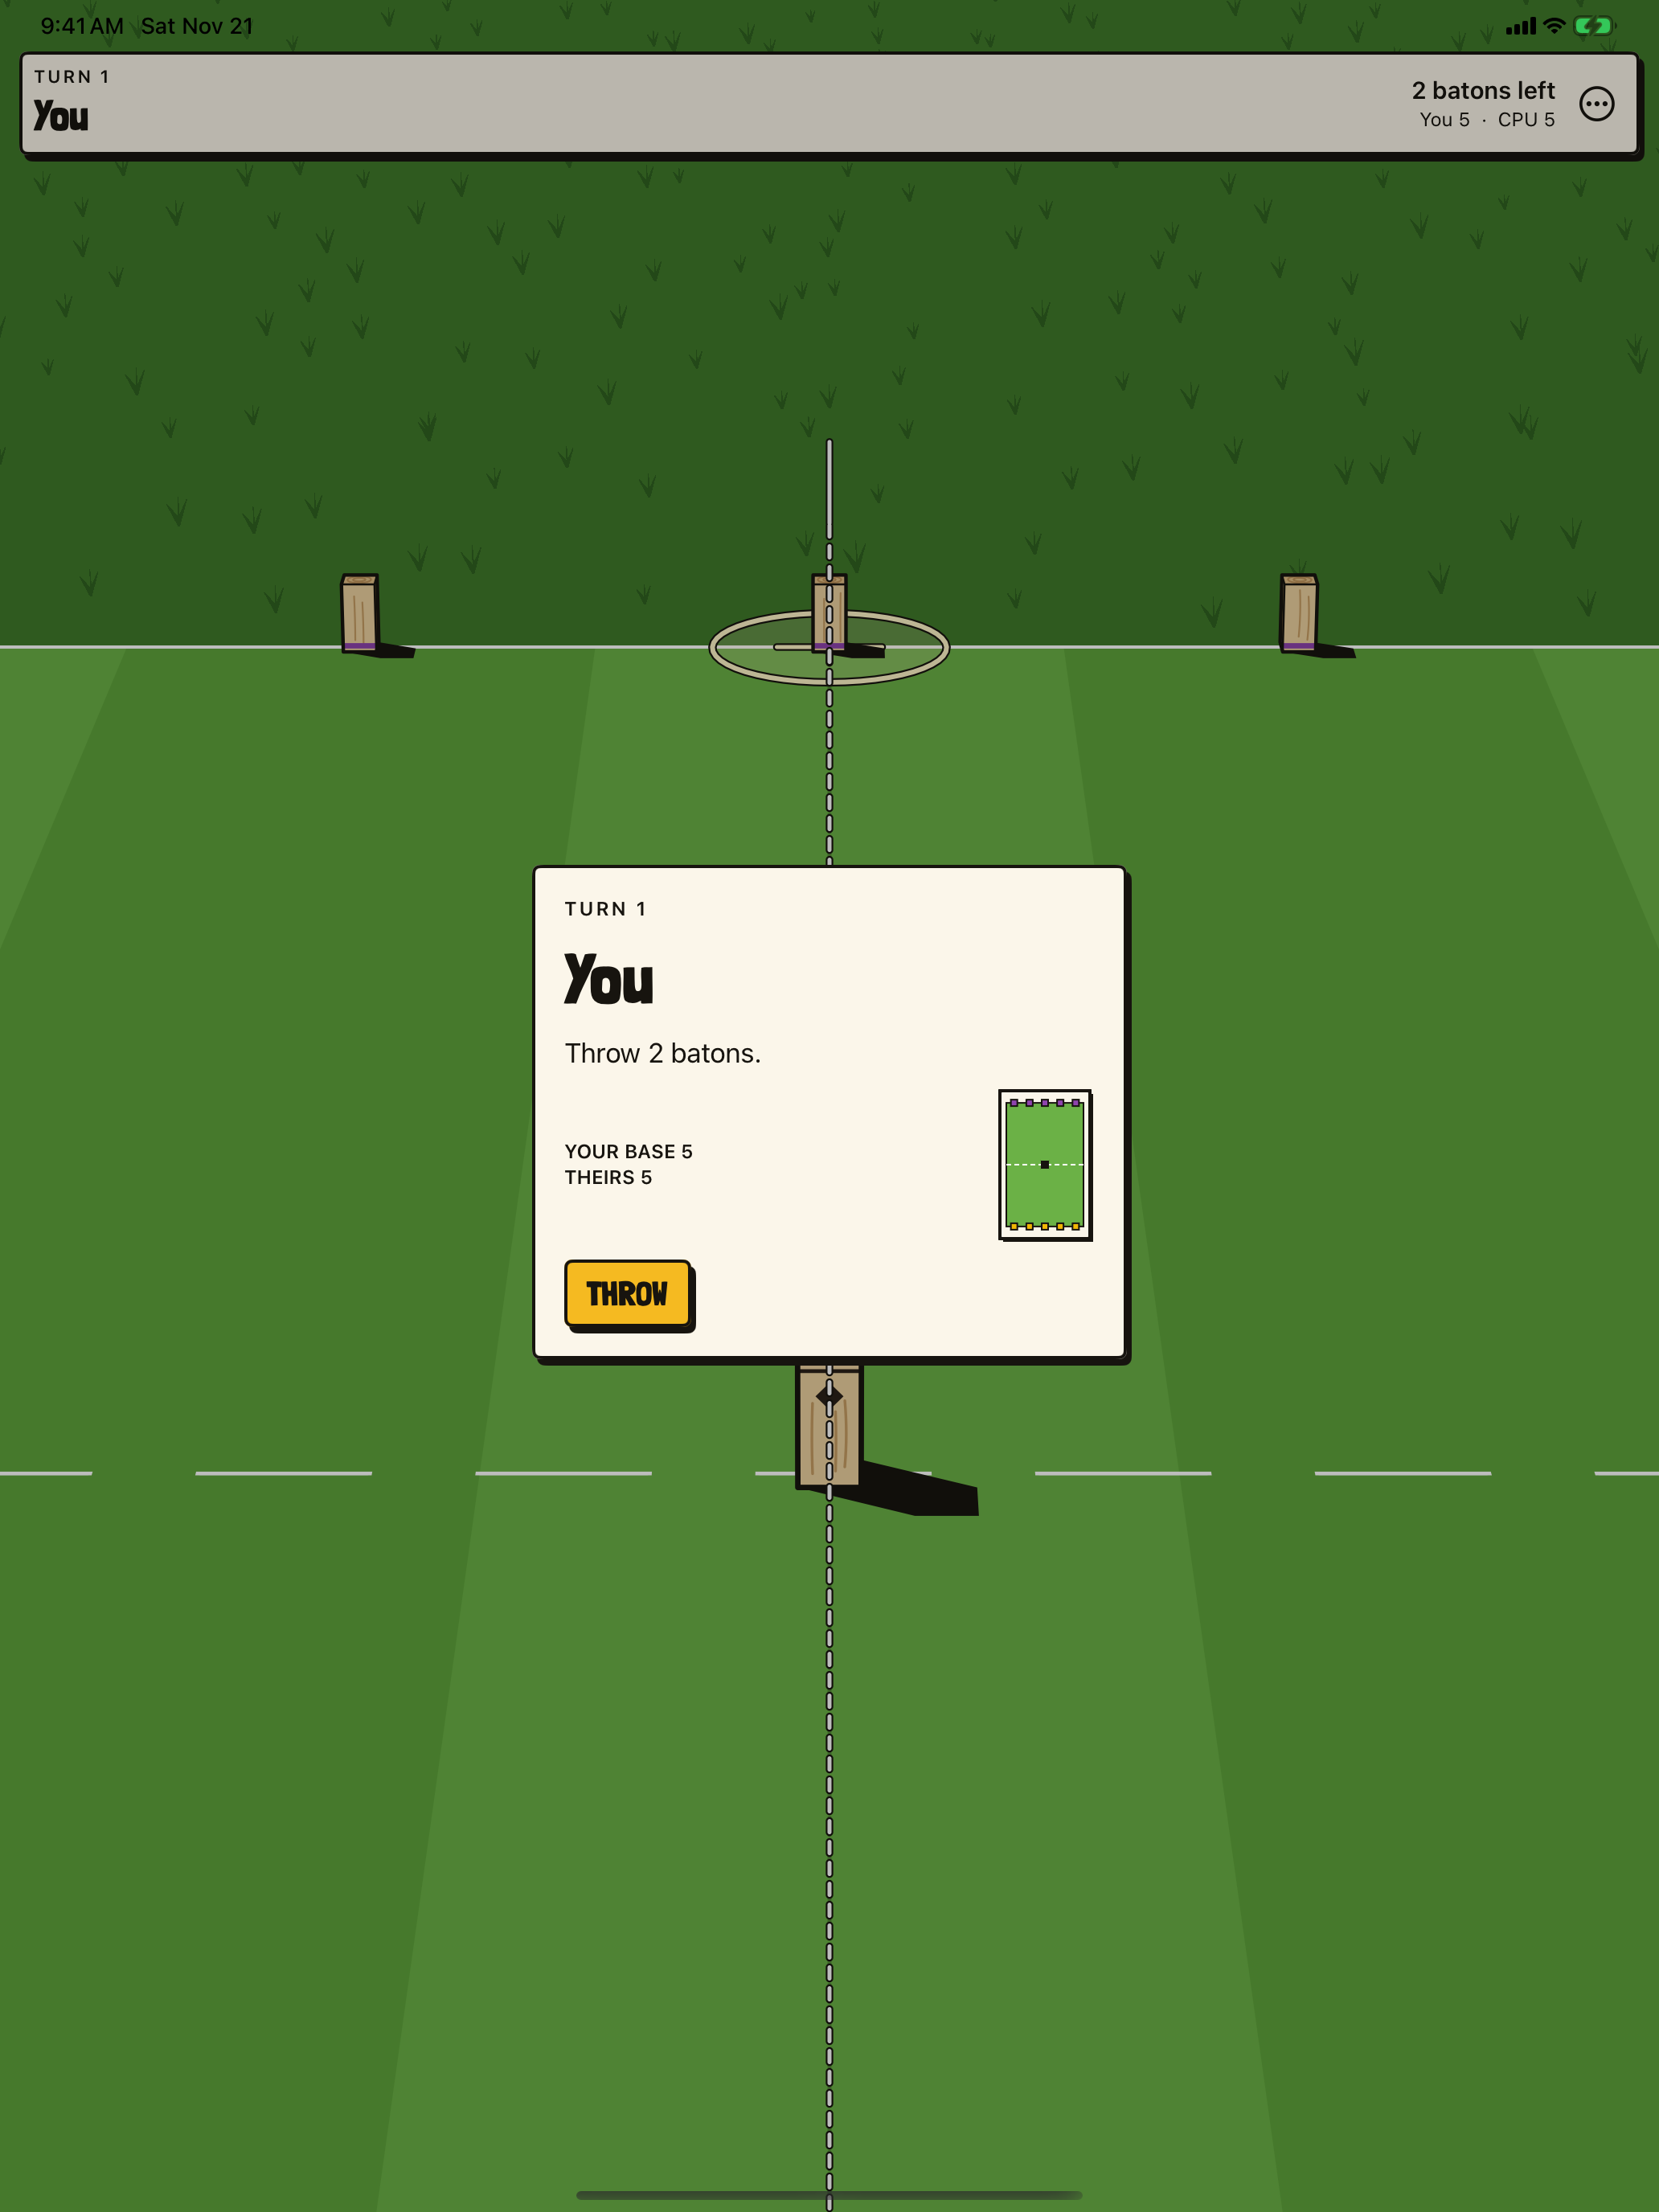 9:41 AM Sat Nov 21
TURN 1
You
2 batons left
You 5 · CPU 5
TURN 1
You
Throw 2 batons.
YOUR BASE 5
THEIRS 5
THROW